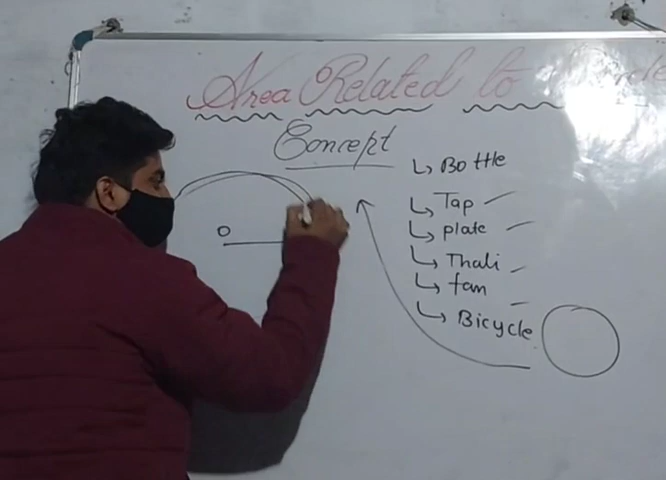 Area Related to
Concept
↳ Bottle
↳ Tap
↳ plate
↳ Thali
↳ fan
↳ Bicycle
O